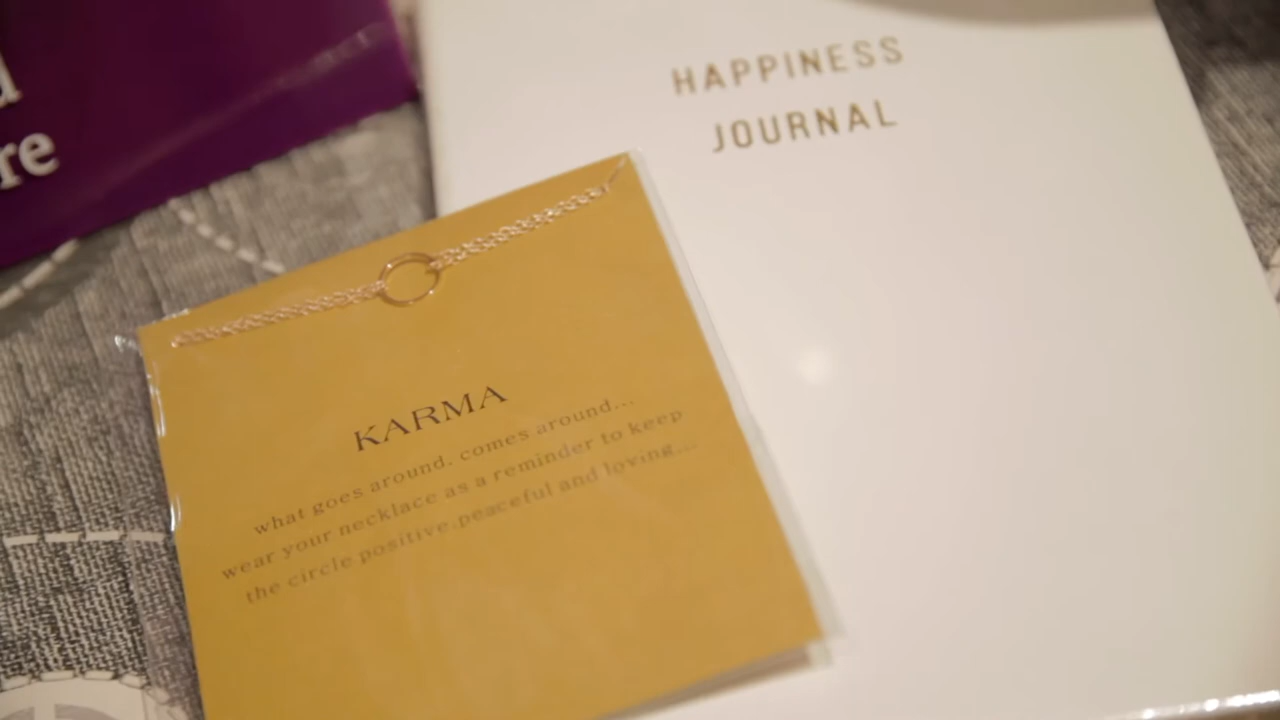 HAPPINESS
JOURNAL
re
KARMA
what goes around. comes around...
wear your necklace as a reminder to keep
the circle positive.peaceful and loving...